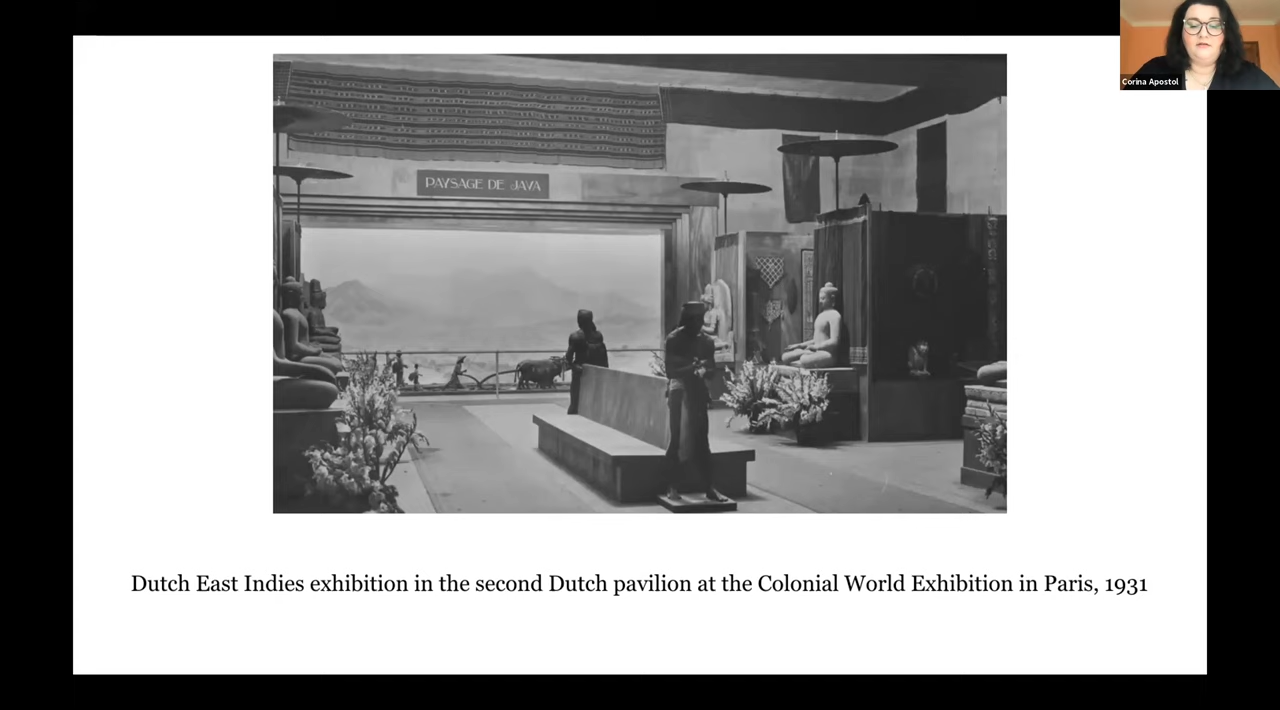 Corina Apostol
PAYSAGE DE JAVA
Dutch East Indies exhibition in the second Dutch pavilion at the Colonial World Exhibition in Paris, 1931